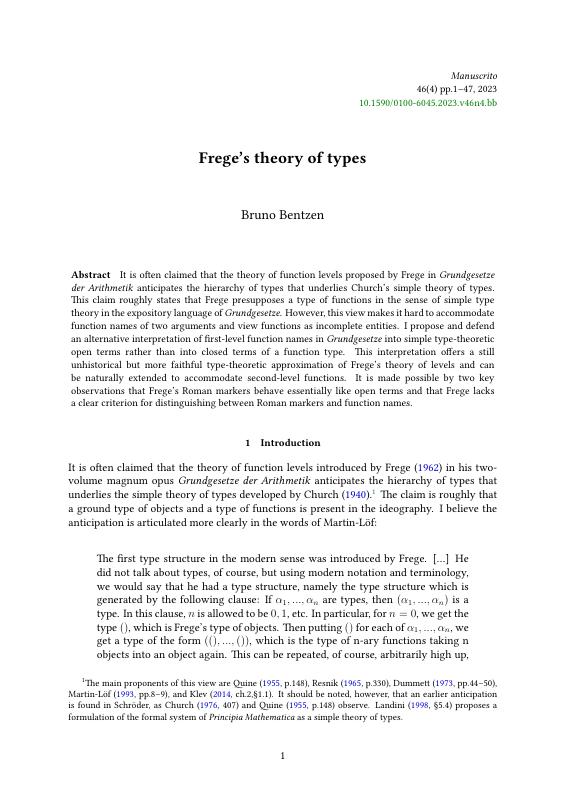 Manuscrito
46(4) pp.1–47, 2023
10.1590/0100-6045.2023.v46n4.bb
Frege's theory of types
Bruno Bentzen
Abstract It is often claimed that the theory of function levels proposed by Frege in Grundgesetze
der Arithmetik anticipates the hierarchy of types that underlies Church's simple theory of types.
This claim roughly states that Frege presupposes a type of functions in the sense of simple type
theory in the expository language of Grundgesetze. However, this view makes it hard to accommodate
function names of two arguments and view functions as incomplete entities. I propose and defend
an alternative interpretation of first-level function names in Grundgesetze into simple type-theoretic
open terms rather than into closed terms of a function type. This interpretation offers a still
unhistorical but more faithful type-theoretic approximation of Frege's theory of levels and can
be naturally extended to accommodate second-level functions. It is made possible by two key
observations that Frege's Roman markers behave essentially like open terms and that Frege lacks
a clear criterion for distinguishing between Roman markers and function names.
1 Introduction
It is often claimed that the theory of function levels introduced by Frege (1962) in his two-
volume magnum opus Grundgesetze der Arithmetik anticipates the hierarchy of types that
underlies the simple theory of types developed by Church (1940).¹ The claim is roughly that
a ground type of objects and a type of functions is present in the ideography. I believe the
anticipation is articulated more clearly in the words of Martin-Löf:
The first type structure in the modern sense was introduced by Frege. [...] He
did not talk about types, of course, but using modern notation and terminology,
we would say that he had a type structure, namely the type structure which is
generated by the following clause: If α₁, ..., αₙ are types, then (α₁, ..., αₙ) is a
type. In this clause, n is allowed to be 0, 1, etc. In particular, for n = 0, we get the
type (), which is Frege's type of objects. Then putting () for each of α₁, ..., αₙ, we
get a type of the form ((), ..., ()), which is the type of n-ary functions taking n
objects into an object again. This can be repeated, of course, arbitrarily high up,
¹The main proponents of this view are Quine (1955, p.148), Resnik (1965, p.330), Dummett (1973, pp.44–50),
Martin-Löf (1993, pp.8–9), and Klev (2014, ch.2,§1.1). It should be noted, however, that an earlier anticipation
is found in Schröder, as Church (1976, 407) and Quine (1955, p.148) observe. Landini (1998, §5.4) proposes a
formulation of the formal system of Principia Mathematica as a simple theory of types.
1